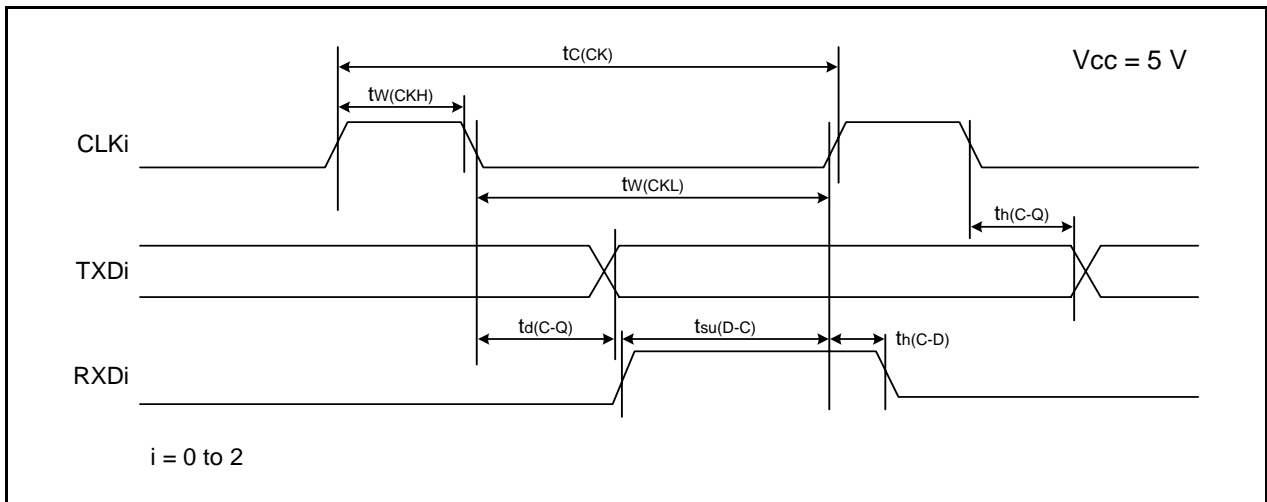 tC(CK)
Vcc = 5 V
tW(CKH)
CLKi
tW(CKL)
th(C-Q)
TXDi
td(C-Q)
tsu(D-C)
th(C-D)
RXDi
i = 0 to 2